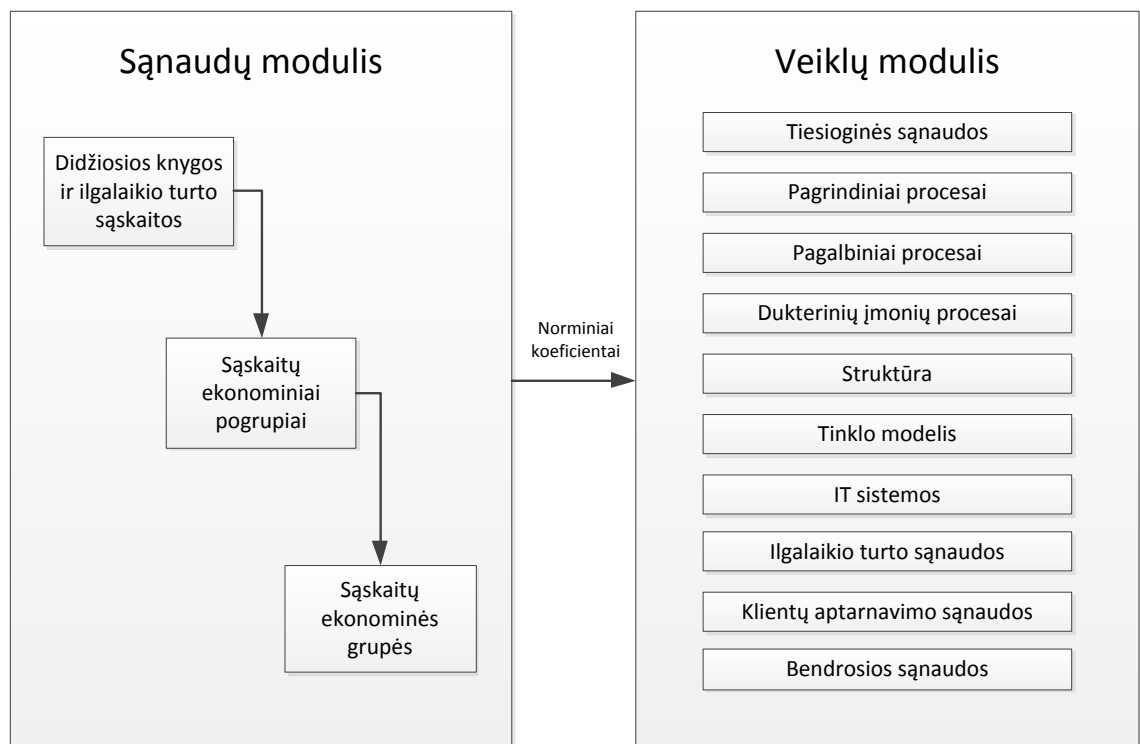 Sąnaudų modulis
Didžiosios knygos
ir ilgalaikio turto
sąskaitos
Sąskaitų
ekonominiai
pogrupiai
Sąskaitų
ekonominės
grupės
Norminiai
koeficientai
Veiklų modulis
Tiesioginės sąnaudos
Pagrindiniai procesai
Pagalbiniai procesai
Dukterinių įmonių procesai
Struktūra
Tinklo modelis
IT sistemos
Ilgalaikio turto sąnaudos
Klientų aptarnavimo sąnaudos
Bendrosios sąnaudos